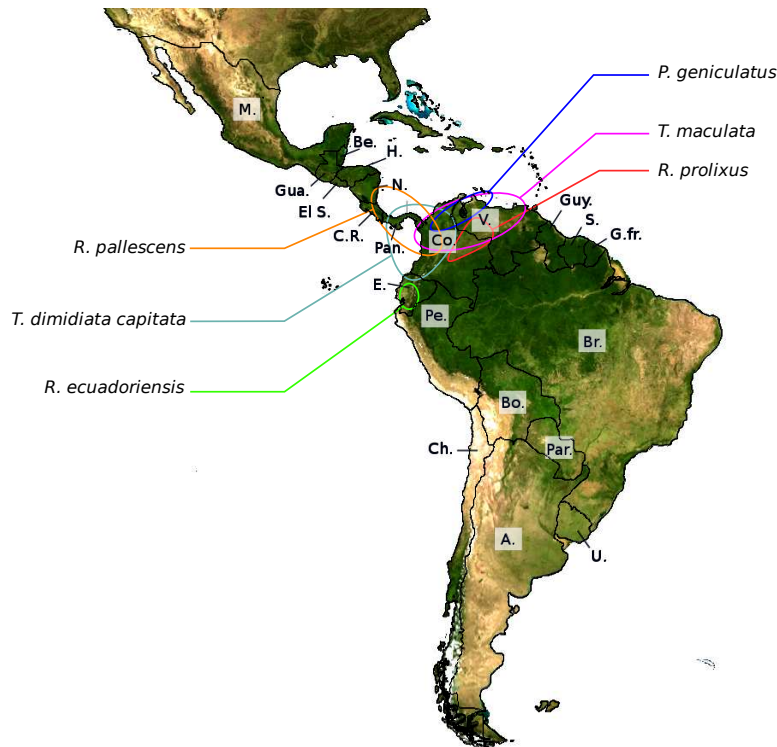 P. geniculatus
M.
T. maculata
Be.
H.
R. prolixus
Gua.
N.
El S.
Guy.
V.
S.
C.R.
Co.
G.fr.
R. pallescens
Pan.
E.
T. dimidiata capitata
Pe.
Br.
R. ecuadoriensis
Bo.
Ch.
Par.
A.
U.